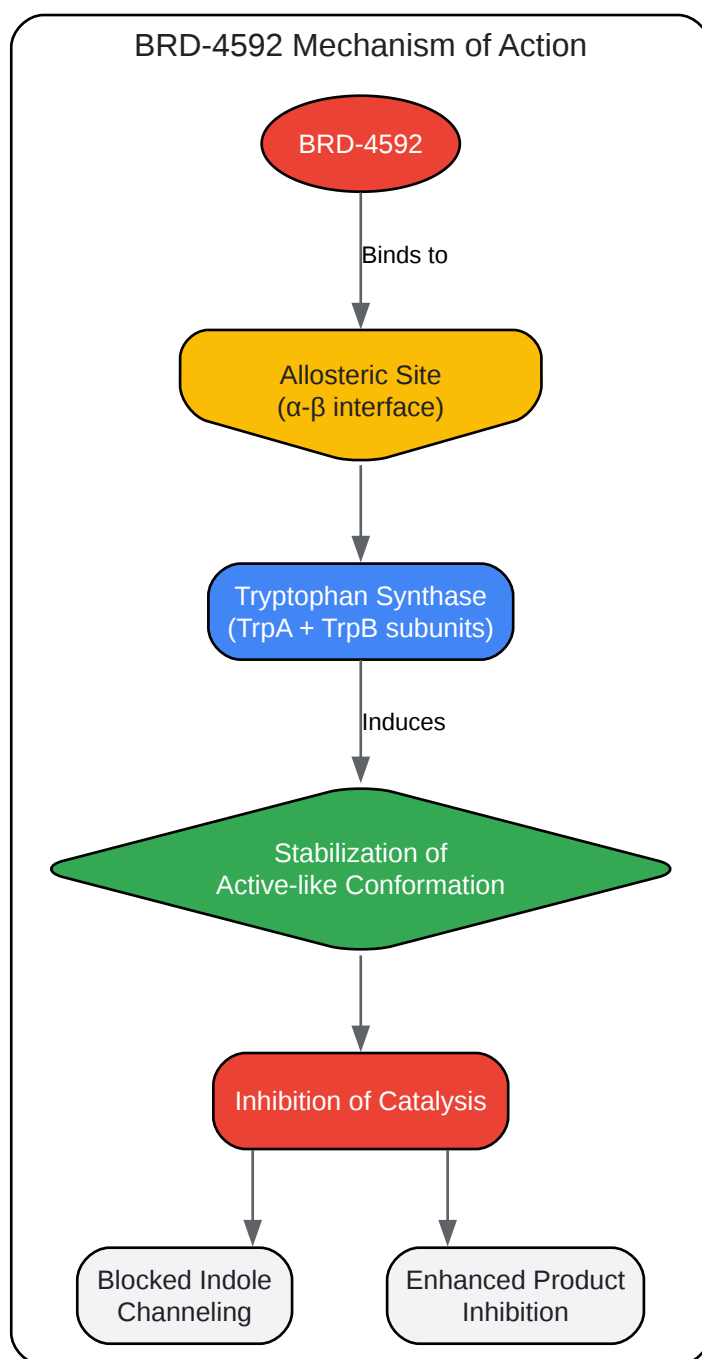 BRD-4592 Mechanism of Action
BRD-4592
Binds to
Allosteric Site
(α-β interface)
Tryptophan Synthase
(TrpA + TrpB subunits)
Induces
Stabilization of
Active-like Conformation
Inhibition of Catalysis
Blocked Indole
Channeling
Enhanced Product
Inhibition